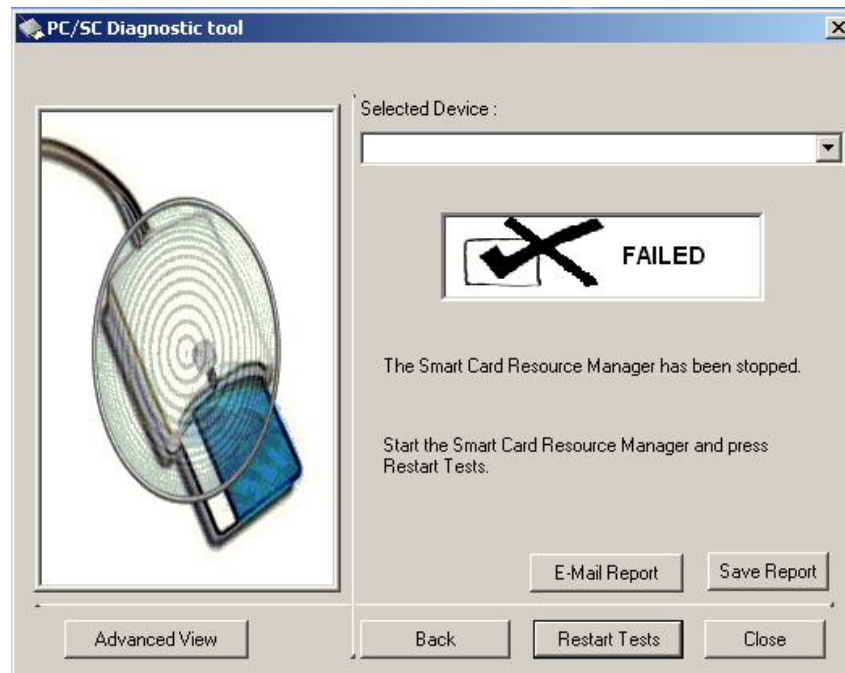 PC/SC Diagnostic tool
Selected Device :
FAILED
The Smart Card Resource Manager has been stopped.
Start the Smart Card Resource Manager and press
Restart Tests.
E-Mail Report
Save Report
Advanced View
Back
Restart Tests
Close